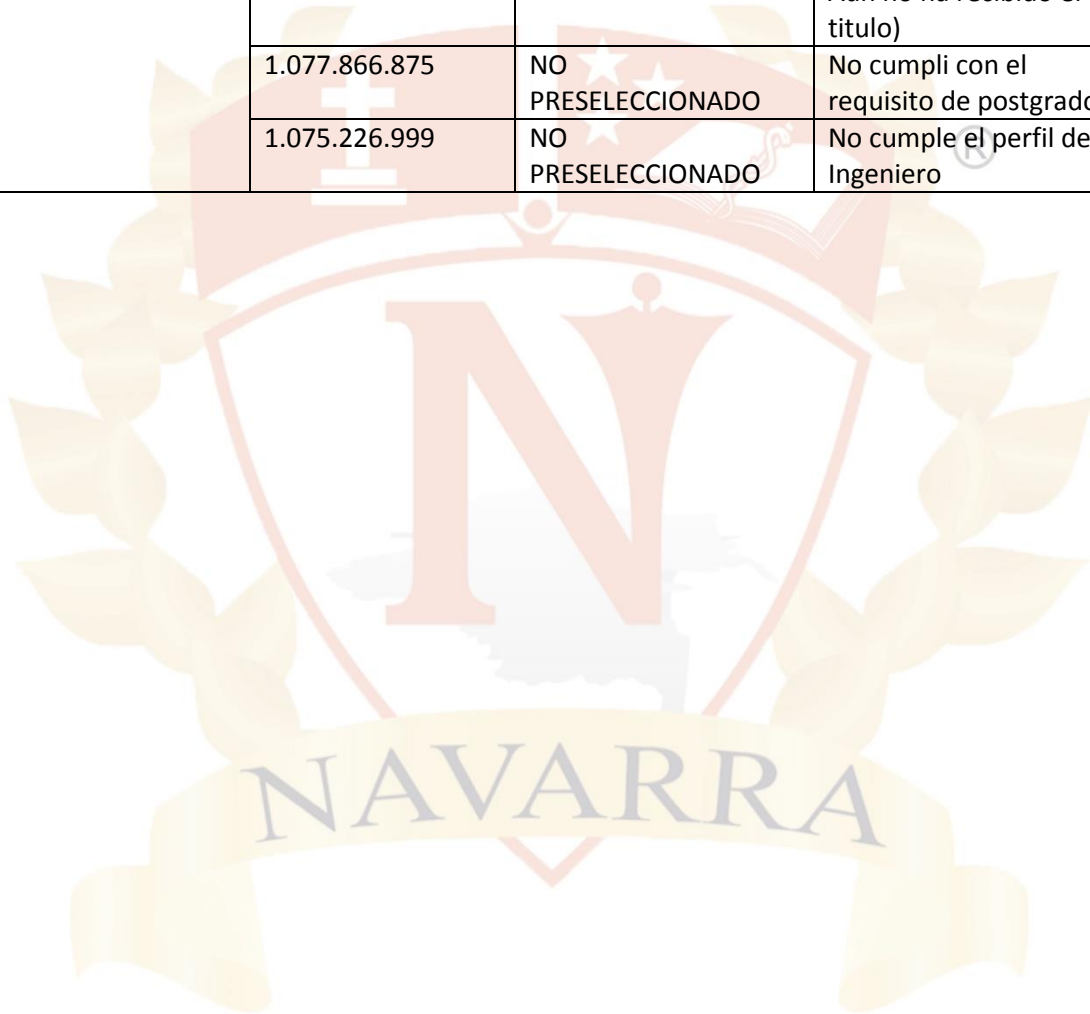 titulo)
1.077.866.875 NO No cumpli con el
PRESELECCIONADO requisito de postgrado
1.075.226.999 NO No cumple el perfil de
PRESELECCIONADO Ingeniero
®
N
NAVARRA